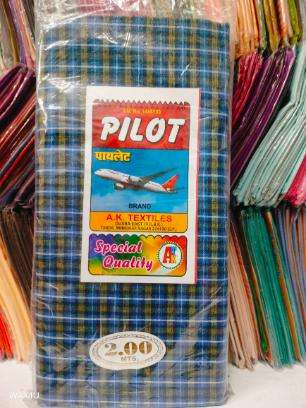 PILOT
पायलेट
BRAND
A.K. TEXTILES
Special
Quality
2.00
MTS.